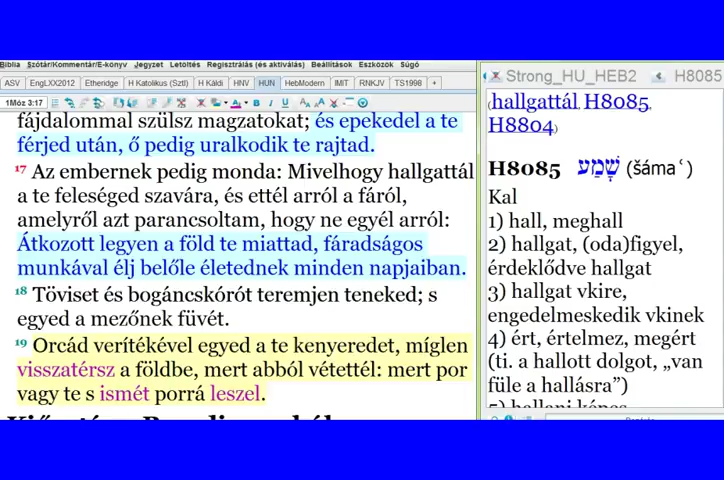 Biblia Szótár/Kommentár/E-könyv Jegyzet Letöltés Regisztrálás (és aktiválás) Beállítások Eszközök Súgó
ASV EngLXX2012 Etheridge H Katolikus (Sztl) H Káldi HNV HUN HebModern IMIT RNKJV TS1998 +
1Móz 3:17
fájdalommal szülsz magzatokat; és epekedel a te
férjed után, ő pedig uralkodik te rajtad.
17 Az embernek pedig monda: Mivelhogy hallgattál
a te feleséged szavára, és ettél arról a fáról,
amelyről azt parancsoltam, hogy ne egyél arról:
Átkozott legyen a föld te miattad, fáradságos
munkával élj belőle életednek minden napjaiban.
18 Töviset és bogáncskórót teremjen teneked; s
egyed a mezőnek füvét.
19 Orcád verítékével egyed a te kenyeredet, míglen
visszatérsz a földbe, mert abból vétettél: mert por
vagy te s ismét porrá leszel.
Strong_HU_HEB2 H8085
(hallgattál H8085
H8804)
H8085 שָׁמַע (šámaʿ)
Kal
1) hall, meghall
2) hallgat, (oda)figyel,
érdeklődve hallgat
3) hallgat vkire,
engedelmeskedik vkinek
4) ért, értelmez, megért
(ti. a hallott dolgot, „van
füle a hallásra”)